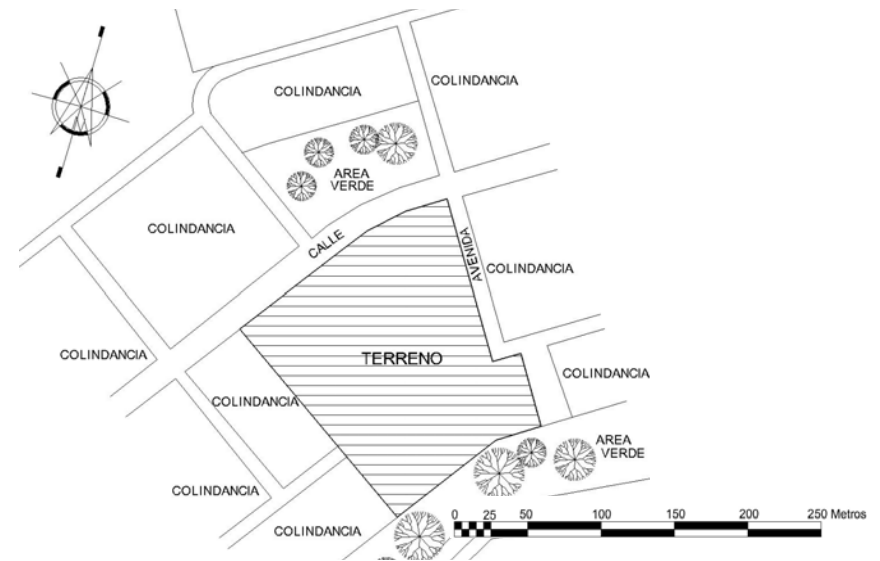 COLINDANCIA
COLINDANCIA
AREA
VERDE
COLINDANCIA
CALLE
AVENIDA
COLINDANCIA
COLINDANCIA
TERRENO
COLINDANCIA
COLINDANCIA
AREA
VERDE
COLINDANCIA
COLINDANCIA
0 25 50 100 150 200 250 Metros